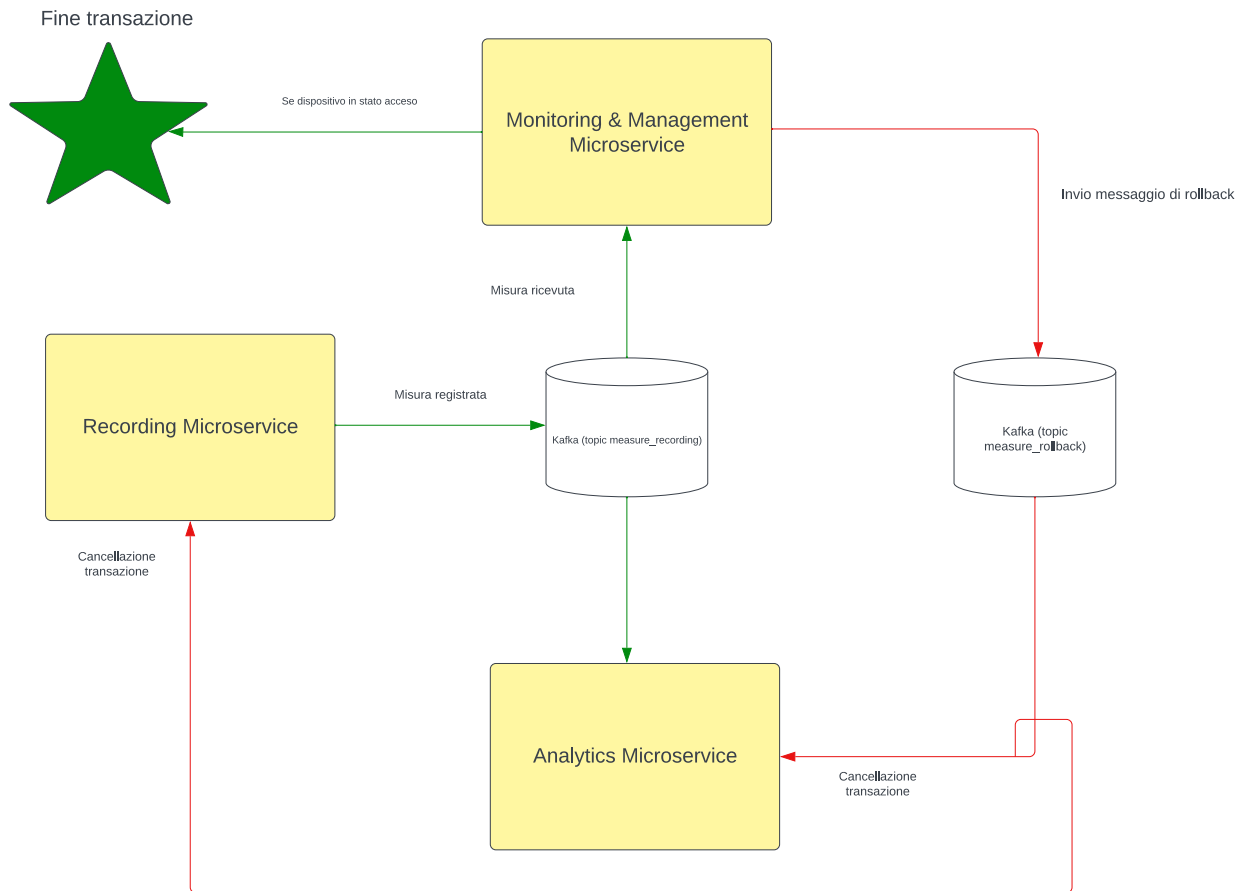 Fine transazione
Se dispositivo in stato acceso
Monitoring & Management
Microservice
Invio messaggio di rollback
Misura ricevuta
Misura registrata
Recording Microservice
Kafka (topic measure_recording)
Kafka (topic
measure_rollback)
Cancellazione
transazione
Analytics Microservice
Cancellazione
transazione